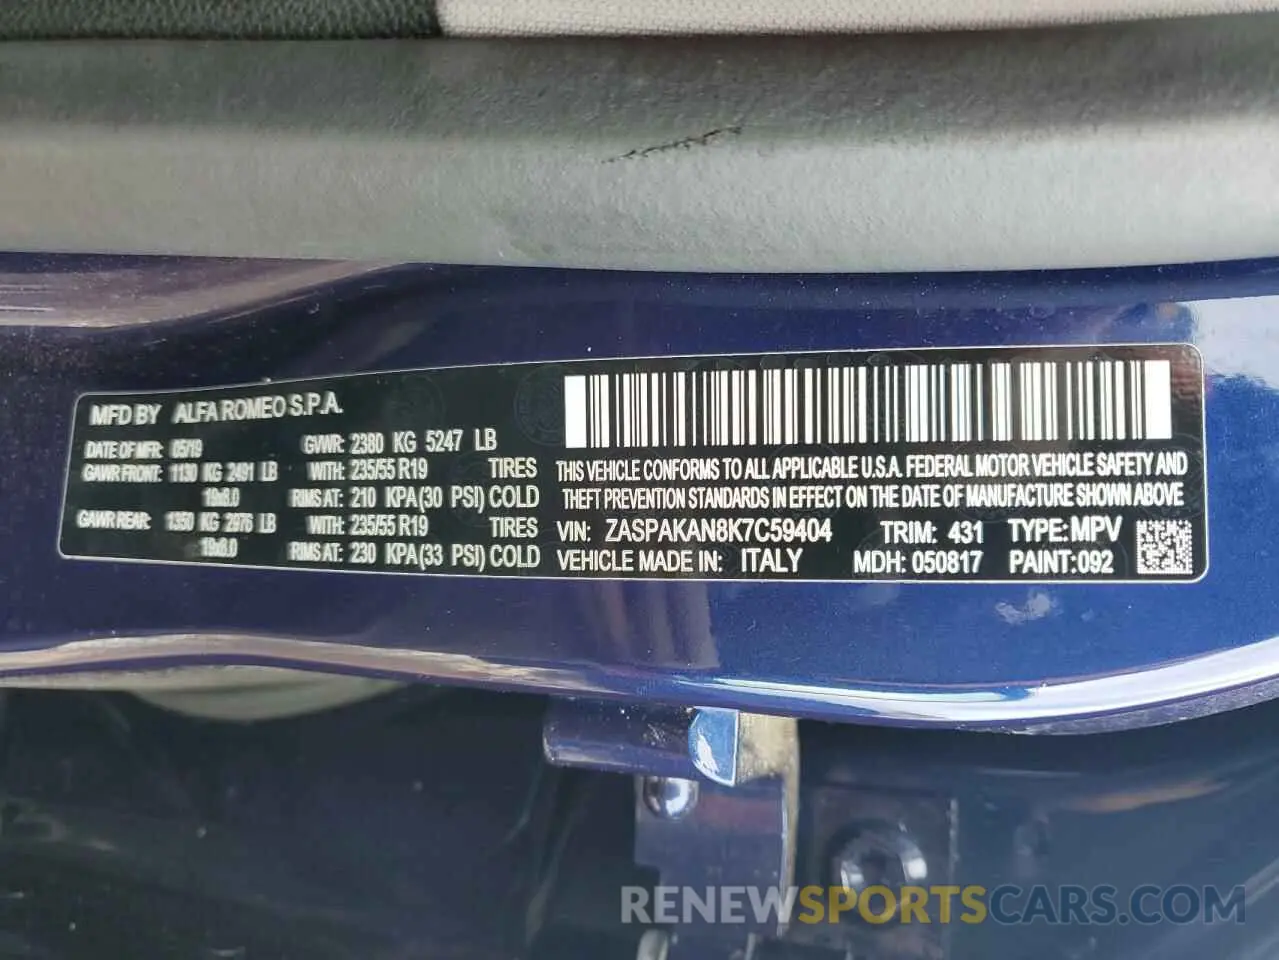 MFD BY ALFA ROMEO S.P.A.
DATE OF MFR: 05/19 GVWR: 2380 KG 5247 LB
GAWR FRONT: 1130 KG 2491 LB WITH: 235/55 R19 TIRES
19x8.0 RIMS AT: 210 KPA(30 PSI) COLD
GAWR REAR: 1350 KG 2976 LB WITH: 235/55 R19 TIRES
19x8.0 RIMS AT: 230 KPA(33 PSI) COLD
THIS VEHICLE CONFORMS TO ALL APPLICABLE U.S.A. FEDERAL MOTOR VEHICLE SAFETY AND
THEFT PREVENTION STANDARDS IN EFFECT ON THE DATE OF MANUFACTURE SHOWN ABOVE
VIN: ZASPAKAN8K7C59404 TRIM: 431 TYPE: MPV
VEHICLE MADE IN: ITALY MDH: 050817 PAINT:092
RENEWSPORTSCARS.COM